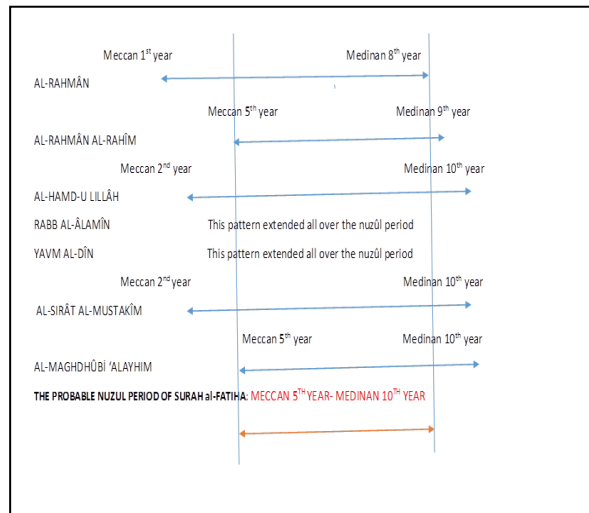 Meccan 1st year Medinan 8th year
AL-RAHMÂN
Meccan 5th year Medinan 9th year
AL-RAHMÂN AL-RAHÎM
Meccan 2nd year Medinan 10th year
AL-HAMD-U LILLÂH
RABB AL-ÂLAMÎN This pattern extended all over the nuzûl period
YAVM AL-DÎN This pattern extended all over the nuzûl period
Meccan 2nd year Medinan 10th year
AL-SIRÂT AL-MUSTAKÎM
Meccan 5th year Medinan 10th year
AL-MAGHDHÛBİ ‘ALAYHIM
THE PROBABLE NUZUL PERIOD OF SURAH al-FATIHA: MECCAN 5TH YEAR- MEDINAN 10TH YEAR